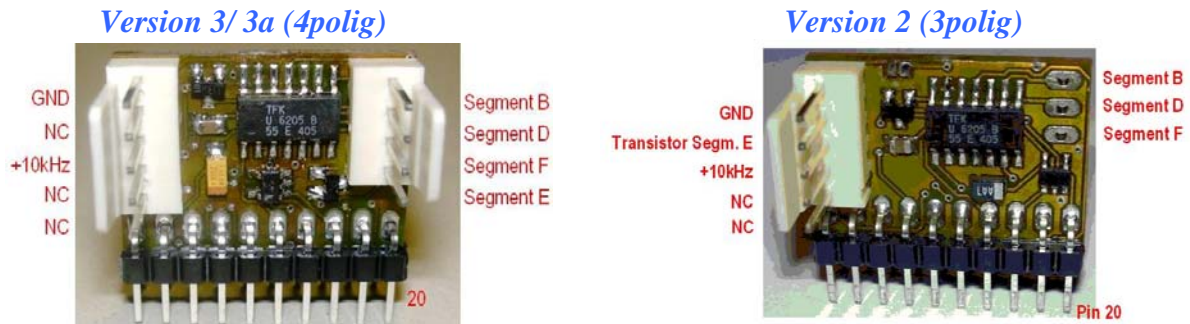 Version 3/ 3a (4polig)
GND
NC
+10kHz
NC
NC
TFK
U 6205 B
55 E 405
Segment B
Segment D
Segment F
Segment E
20
Version 2 (3polig)
GND
Transistor Segm. E
+10kHz
NC
NC
TFK
U 6205 B
55 E 405
AA1
Segment B
Segment D
Segment F
Pin 20